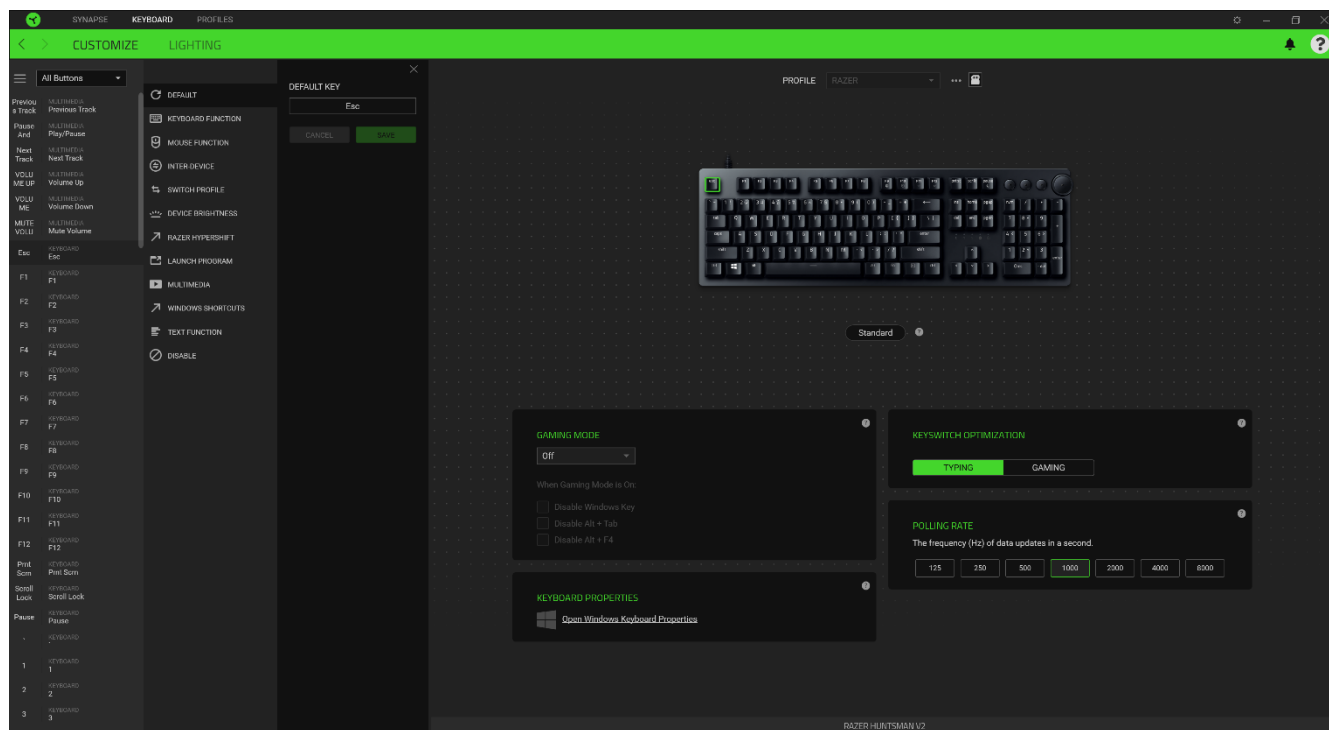 SYNAPSE KEYBOARD PROFILES
CUSTOMIZE LIGHTING
?
All Buttons
Previou
s Track
MULTIMEDIA
Previous Track
Pause
And
MULTIMEDIA
Play/Pause
Next
Track
MULTIMEDIA
Next Track
VOLU
ME UP
MULTIMEDIA
Volume Up
VOLU
ME
MULTIMEDIA
Volume Down
MUTE
VOLU
MULTIMEDIA
Mute Volume
Esc
KEYBOARD
Esc
F1
KEYBOARD
F1
F2
KEYBOARD
F2
F3
KEYBOARD
F3
F4
KEYBOARD
F4
F5
KEYBOARD
F5
F6
KEYBOARD
F6
F7
KEYBOARD
F7
F8
KEYBOARD
F8
F9
KEYBOARD
F9
F10
KEYBOARD
F10
F11
KEYBOARD
F11
F12
KEYBOARD
F12
Prnt
Scrn
KEYBOARD
Prnt Scrn
Scroll
Lock
KEYBOARD
Scroll Lock
Pause
KEYBOARD
Pause
`
KEYBOARD
`
1
KEYBOARD
1
2
KEYBOARD
2
3
KEYBOARD
3
DEFAULT
KEYBOARD FUNCTION
MOUSE FUNCTION
INTER-DEVICE
SWITCH PROFILE
DEVICE BRIGHTNESS
RAZER HYPERSHIFT
LAUNCH PROGRAM
MULTIMEDIA
WINDOWS SHORTCUTS
TEXT FUNCTION
DISABLE
DEFAULT KEY
Esc
CANCEL SAVE
PROFILE RAZER
Standard ?
GAMING MODE ?
Off
When Gaming Mode is On:
Disable Windows Key
Disable Alt + Tab
Disable Alt + F4
KEYBOARD PROPERTIES ?
Open Windows Keyboard Properties
KEYSWITCH OPTIMIZATION ?
TYPING GAMING
POLLING RATE ?
The frequency (Hz) of data updates in a second.
125 250 500 1000 2000 4000 8000
RAZER HUNTSMAN V2